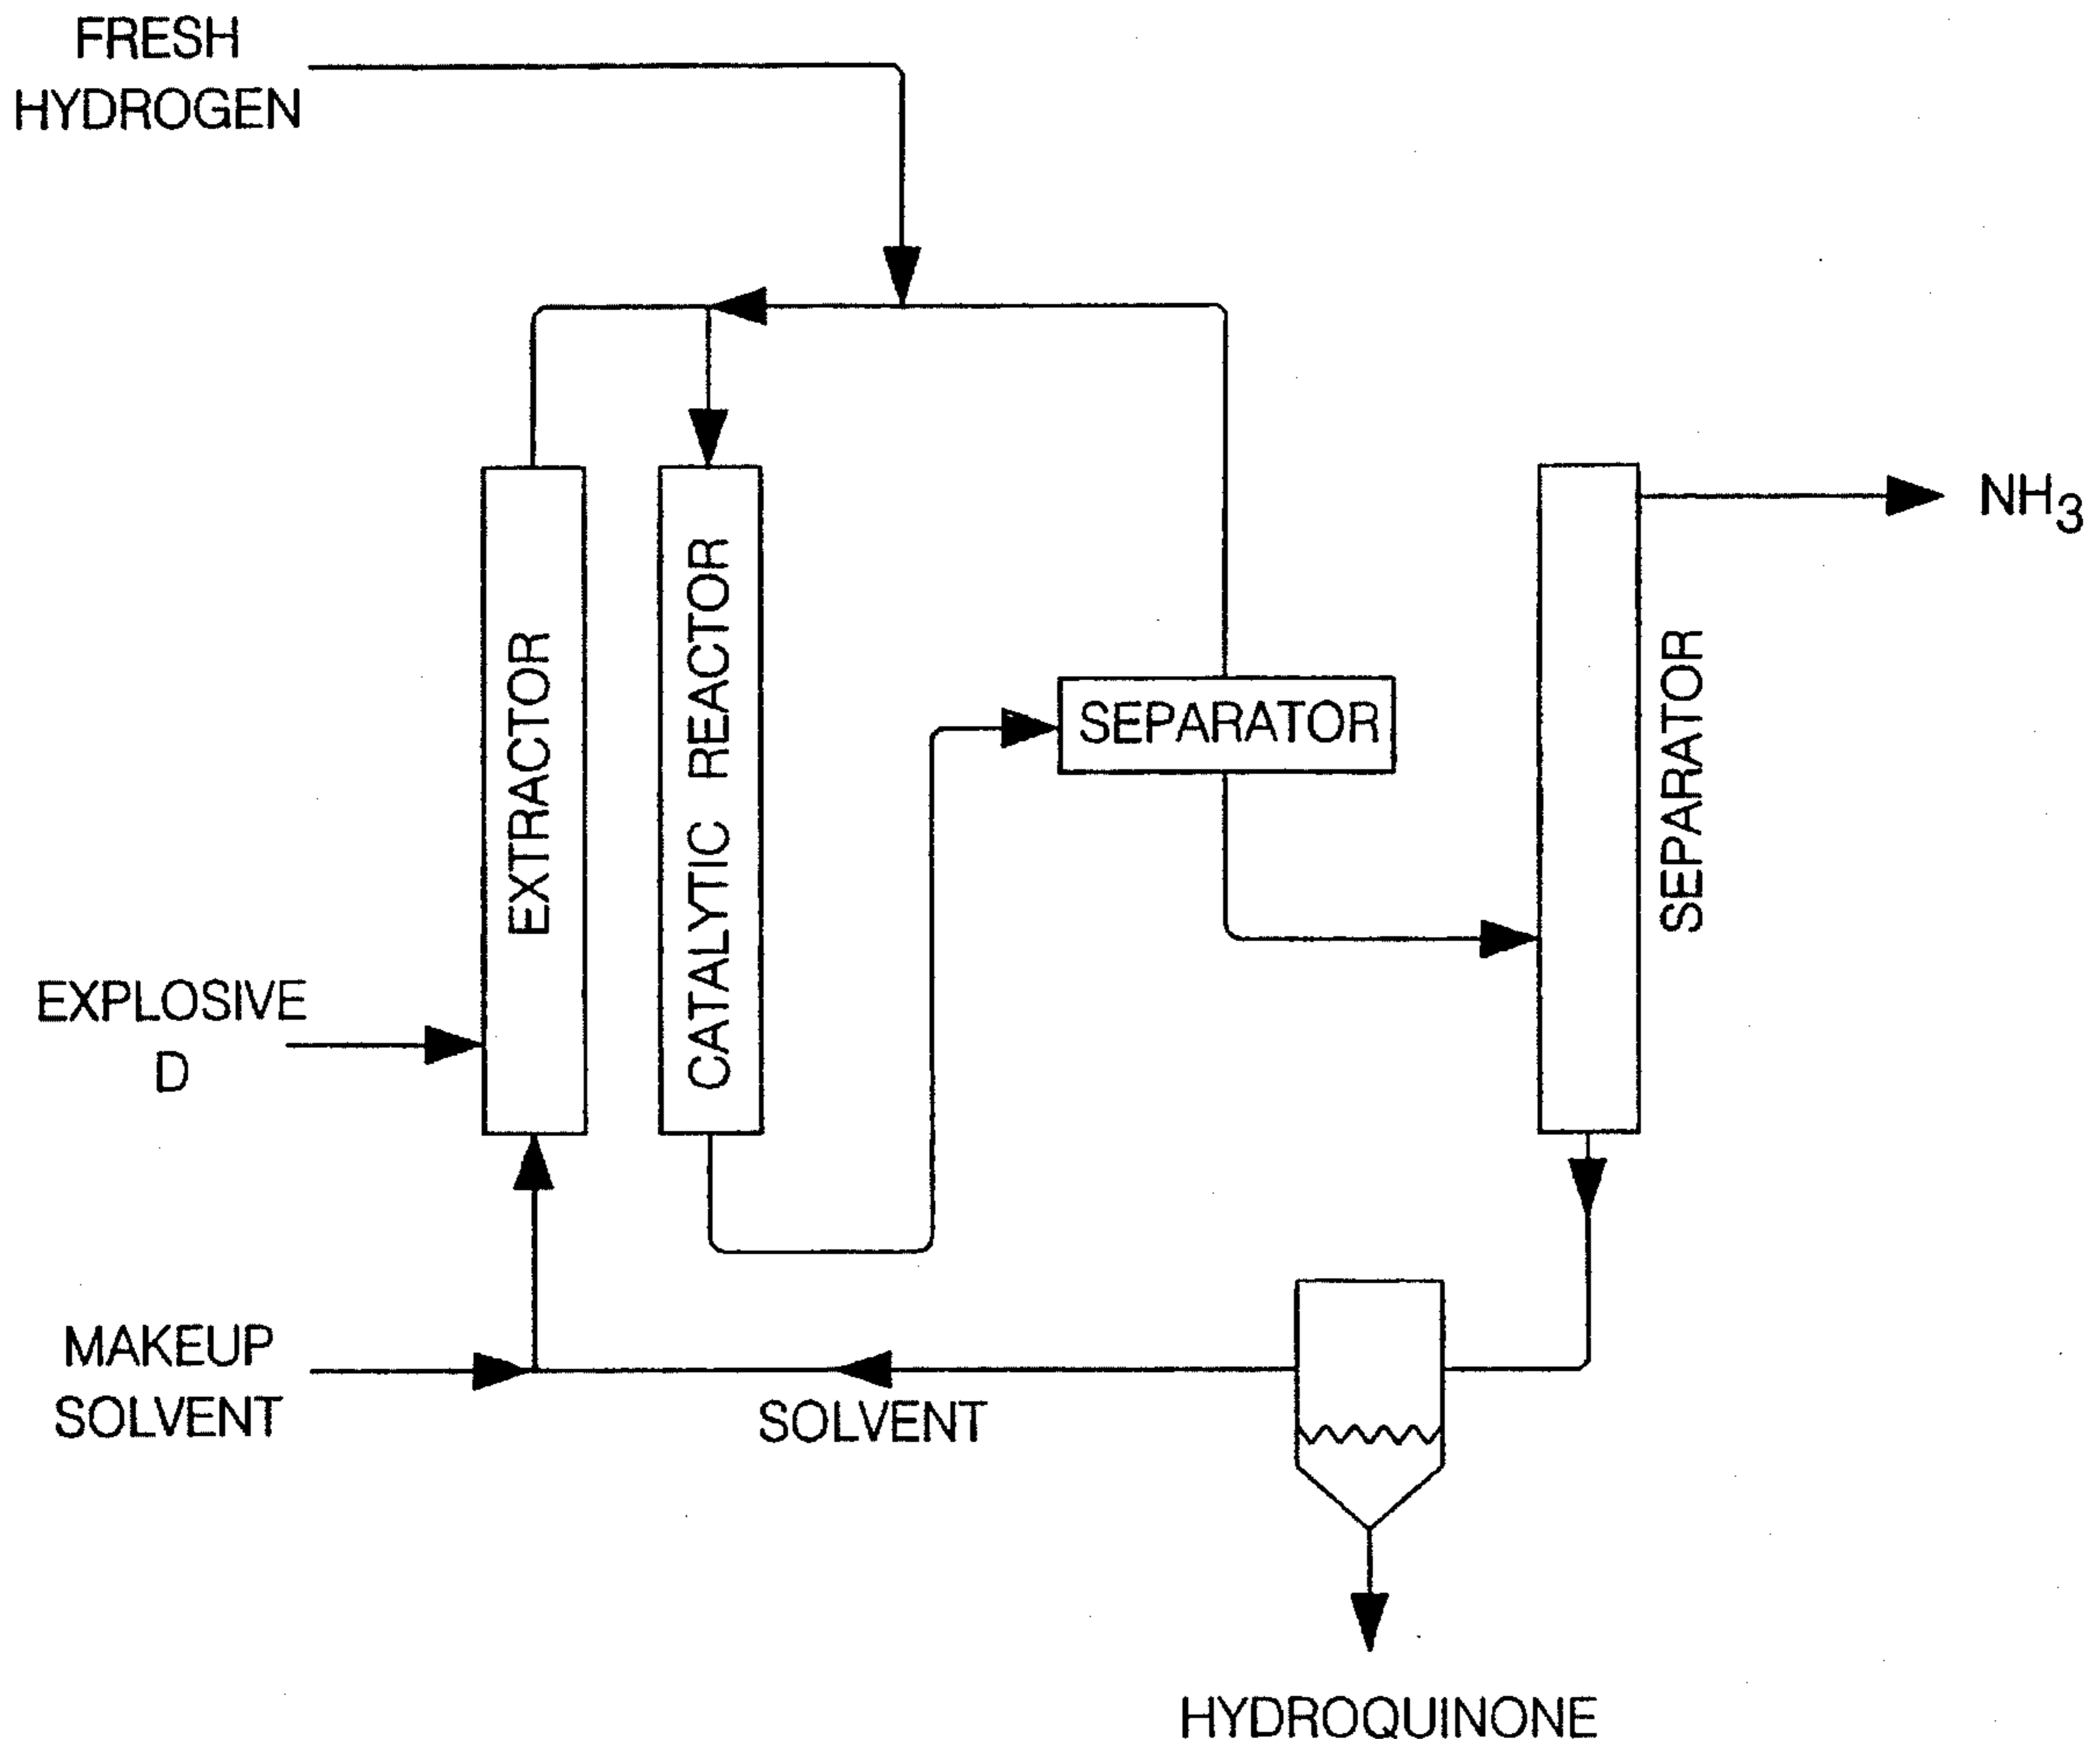 FRESH
HYDROGEN
NH3
EXTRACTOR
CATALYTIC REACTOR
SEPARATOR
SEPARATOR
EXPLOSIVE
D
MAKEUP
SOLVENT
SOLVENT
HYDROQUINONE